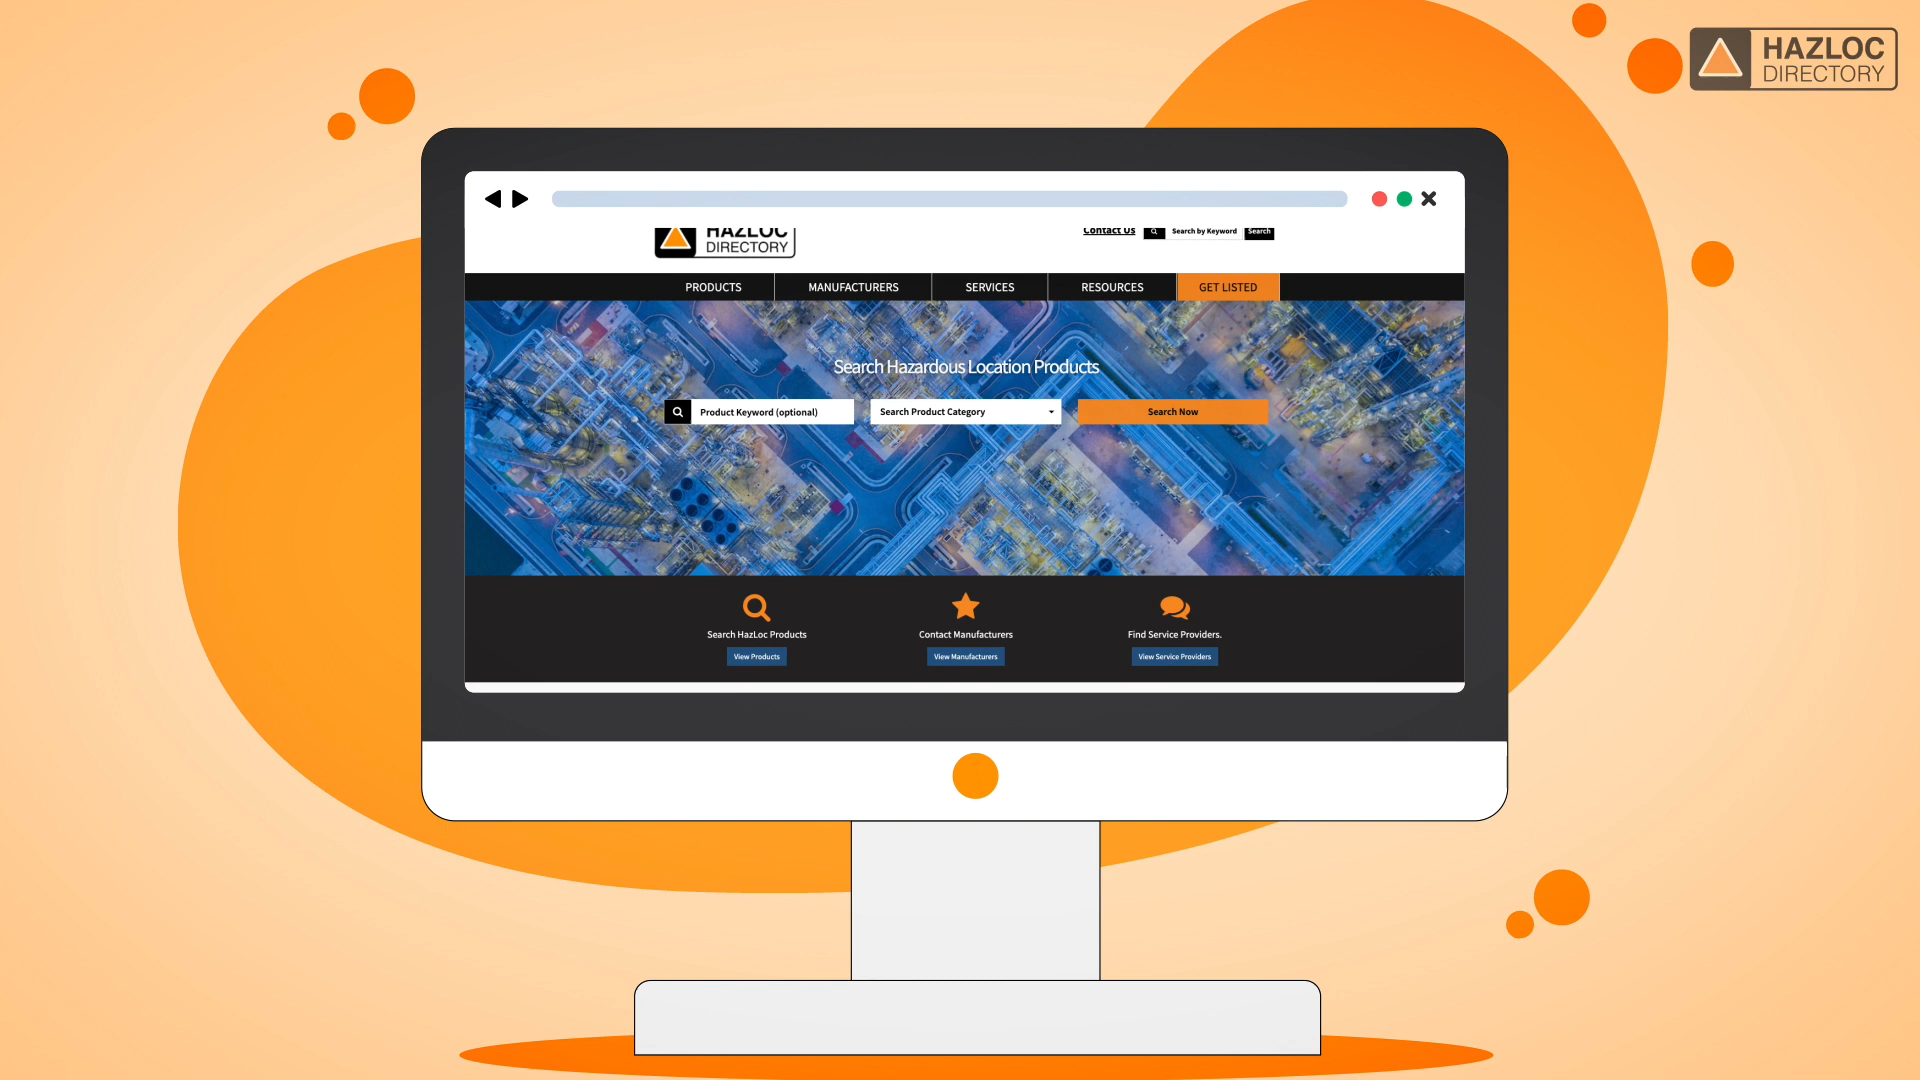 HAZLOC
DIRECTORY
HAZLOC
DIRECTORY
Contact Us
Search by Keyword
Search
PRODUCTS
MANUFACTURERS
SERVICES
RESOURCES
GET LISTED
Search Hazardous Location Products
Product Keyword (optional)
Search Product Category
Search Now
Search HazLoc Products
Contact Manufacturers
Find Service Providers.
View Products
View Manufacturers
View Service Providers